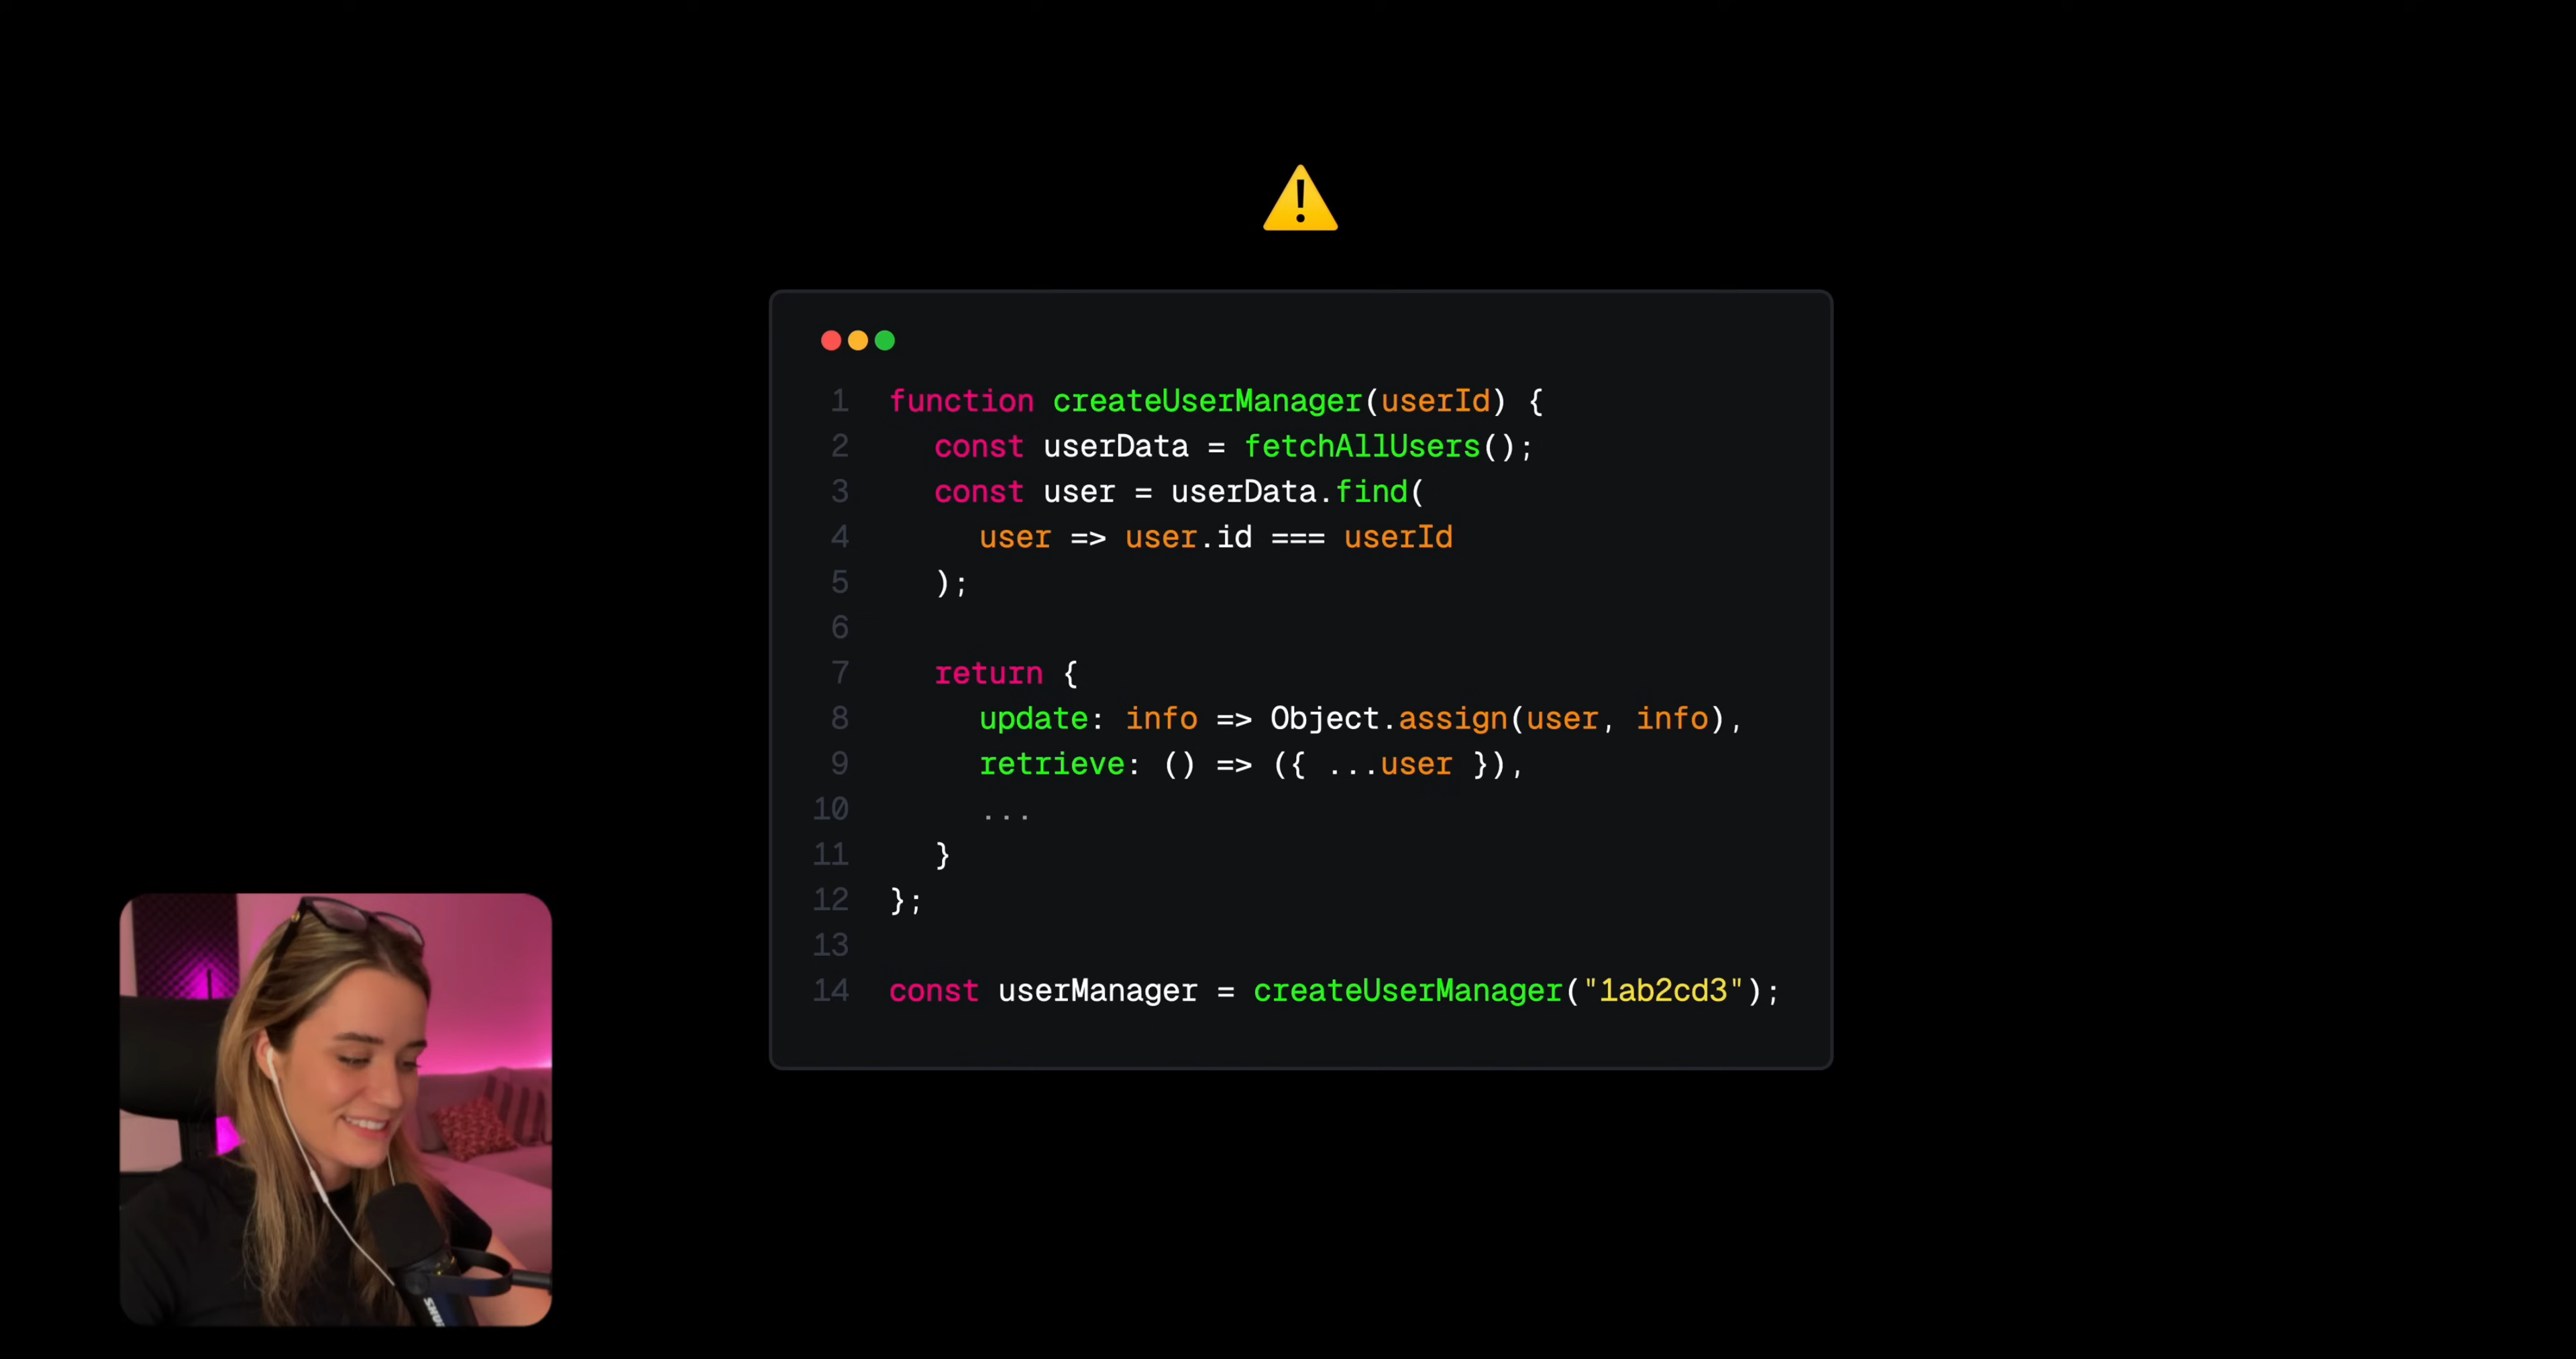 1 function createUserManager(userId) {
2 const userData = fetchAllUsers();
3 const user = userData.find(
4 user => user.id === userId
5 );
6
7 return {
8 update: info => Object.assign(user, info),
9 retrieve: () => ({ ...user }),
10 ...
11 }
12 };
13
14 const userManager = createUserManager("1ab2cd3");